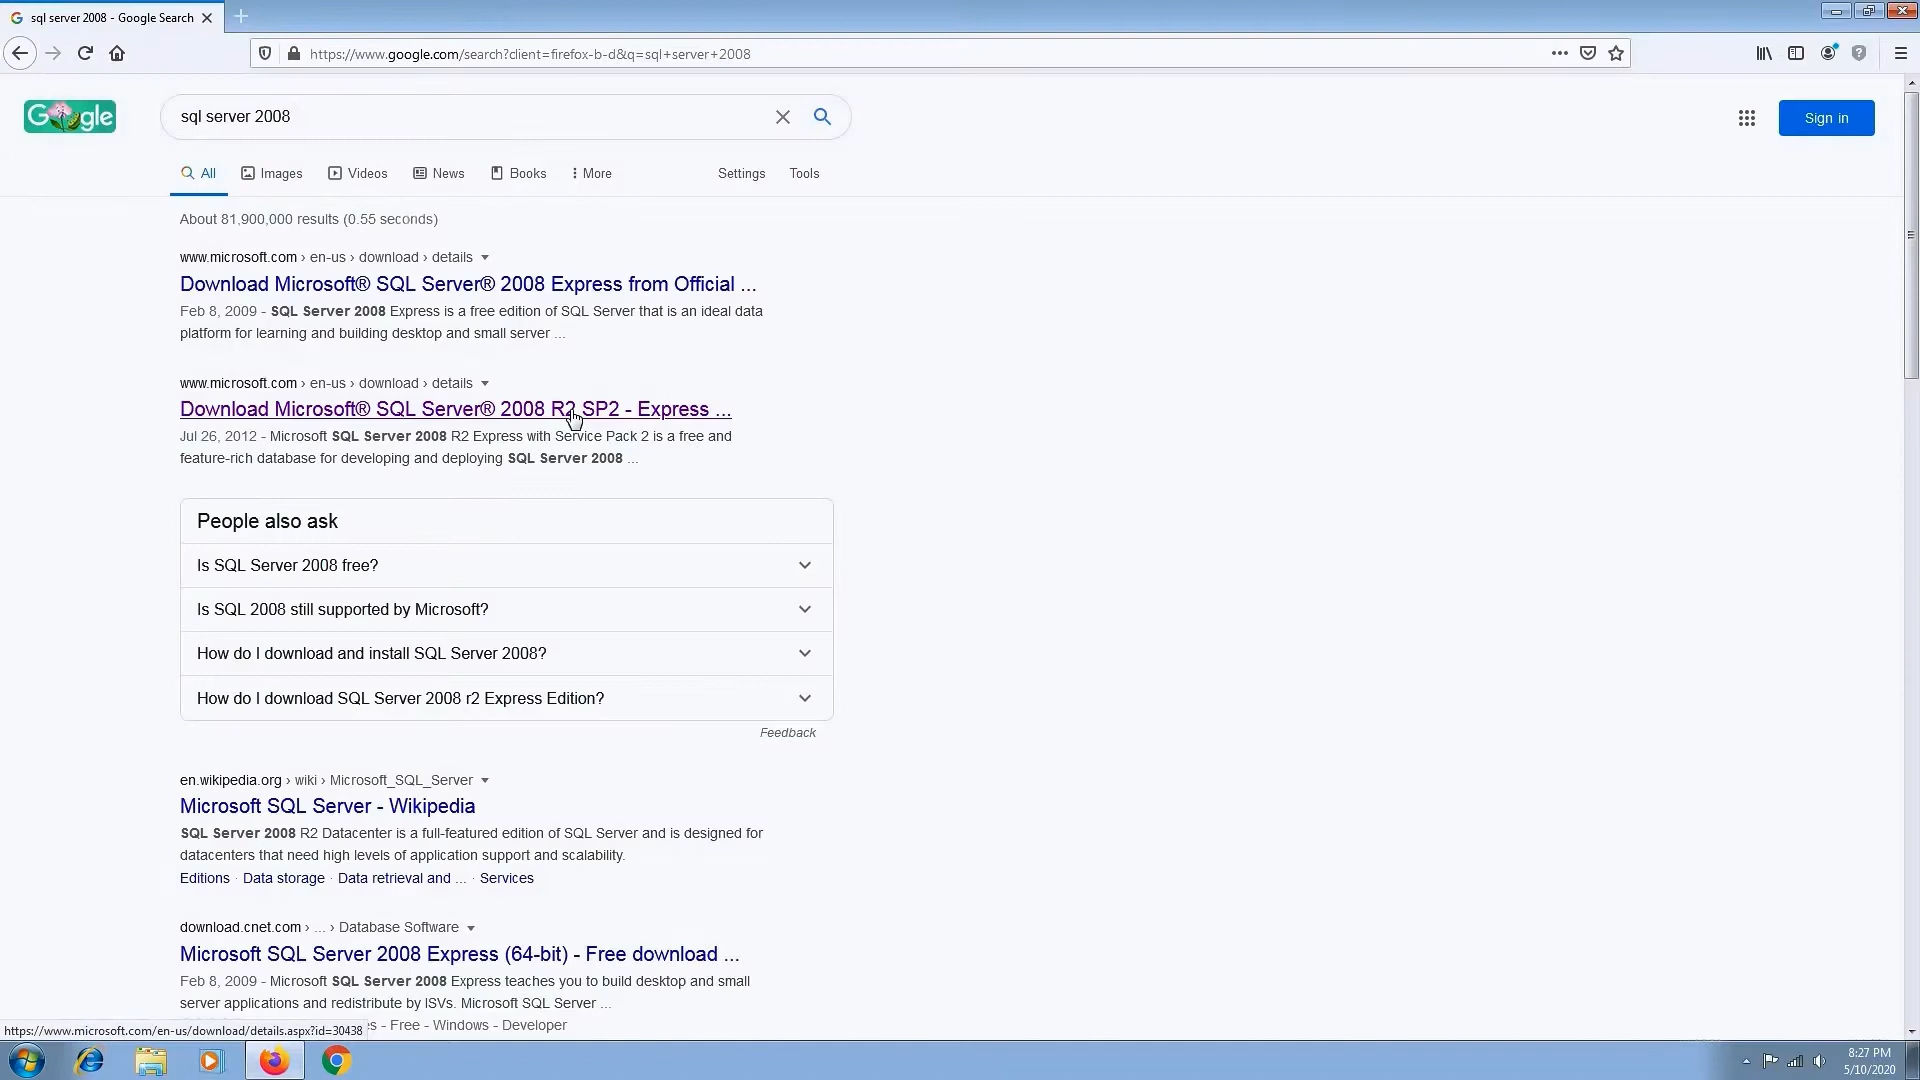 sql server 2008 - Google Search
https://www.google.com/search?client=firefox-b-d&q=sql+server+2008
Google
sql server 2008
Sign in
All Images Videos News Books More Settings Tools
About 81,900,000 results (0.55 seconds)
www.microsoft.com › en-us › download › details
Download Microsoft® SQL Server® 2008 Express from Official ...
Feb 8, 2009 - SQL Server 2008 Express is a free edition of SQL Server that is an ideal data
platform for learning and building desktop and small server ...
www.microsoft.com › en-us › download › details
Download Microsoft® SQL Server® 2008 R2 SP2 - Express ...
Jul 26, 2012 - Microsoft SQL Server 2008 R2 Express with Service Pack 2 is a free and
feature-rich database for developing and deploying SQL Server 2008 ...
People also ask
Is SQL Server 2008 free?
Is SQL 2008 still supported by Microsoft?
How do I download and install SQL Server 2008?
How do I download SQL Server 2008 r2 Express Edition?
Feedback
en.wikipedia.org › wiki › Microsoft_SQL_Server
Microsoft SQL Server - Wikipedia
SQL Server 2008 R2 Datacenter is a full-featured edition of SQL Server and is designed for
datacenters that need high levels of application support and scalability.
Editions · Data storage · Data retrieval and ... · Services
download.cnet.com › ... › Database Software
Microsoft SQL Server 2008 Express (64-bit) - Free download ...
Feb 8, 2009 - Microsoft SQL Server 2008 Express teaches you to build desktop and small
server applications and redistribute by ISVs. Microsoft SQL Server ...
- Free - Windows - Developer
https://www.microsoft.com/en-us/download/details.aspx?id=30438
8:27 PM
5/10/2020